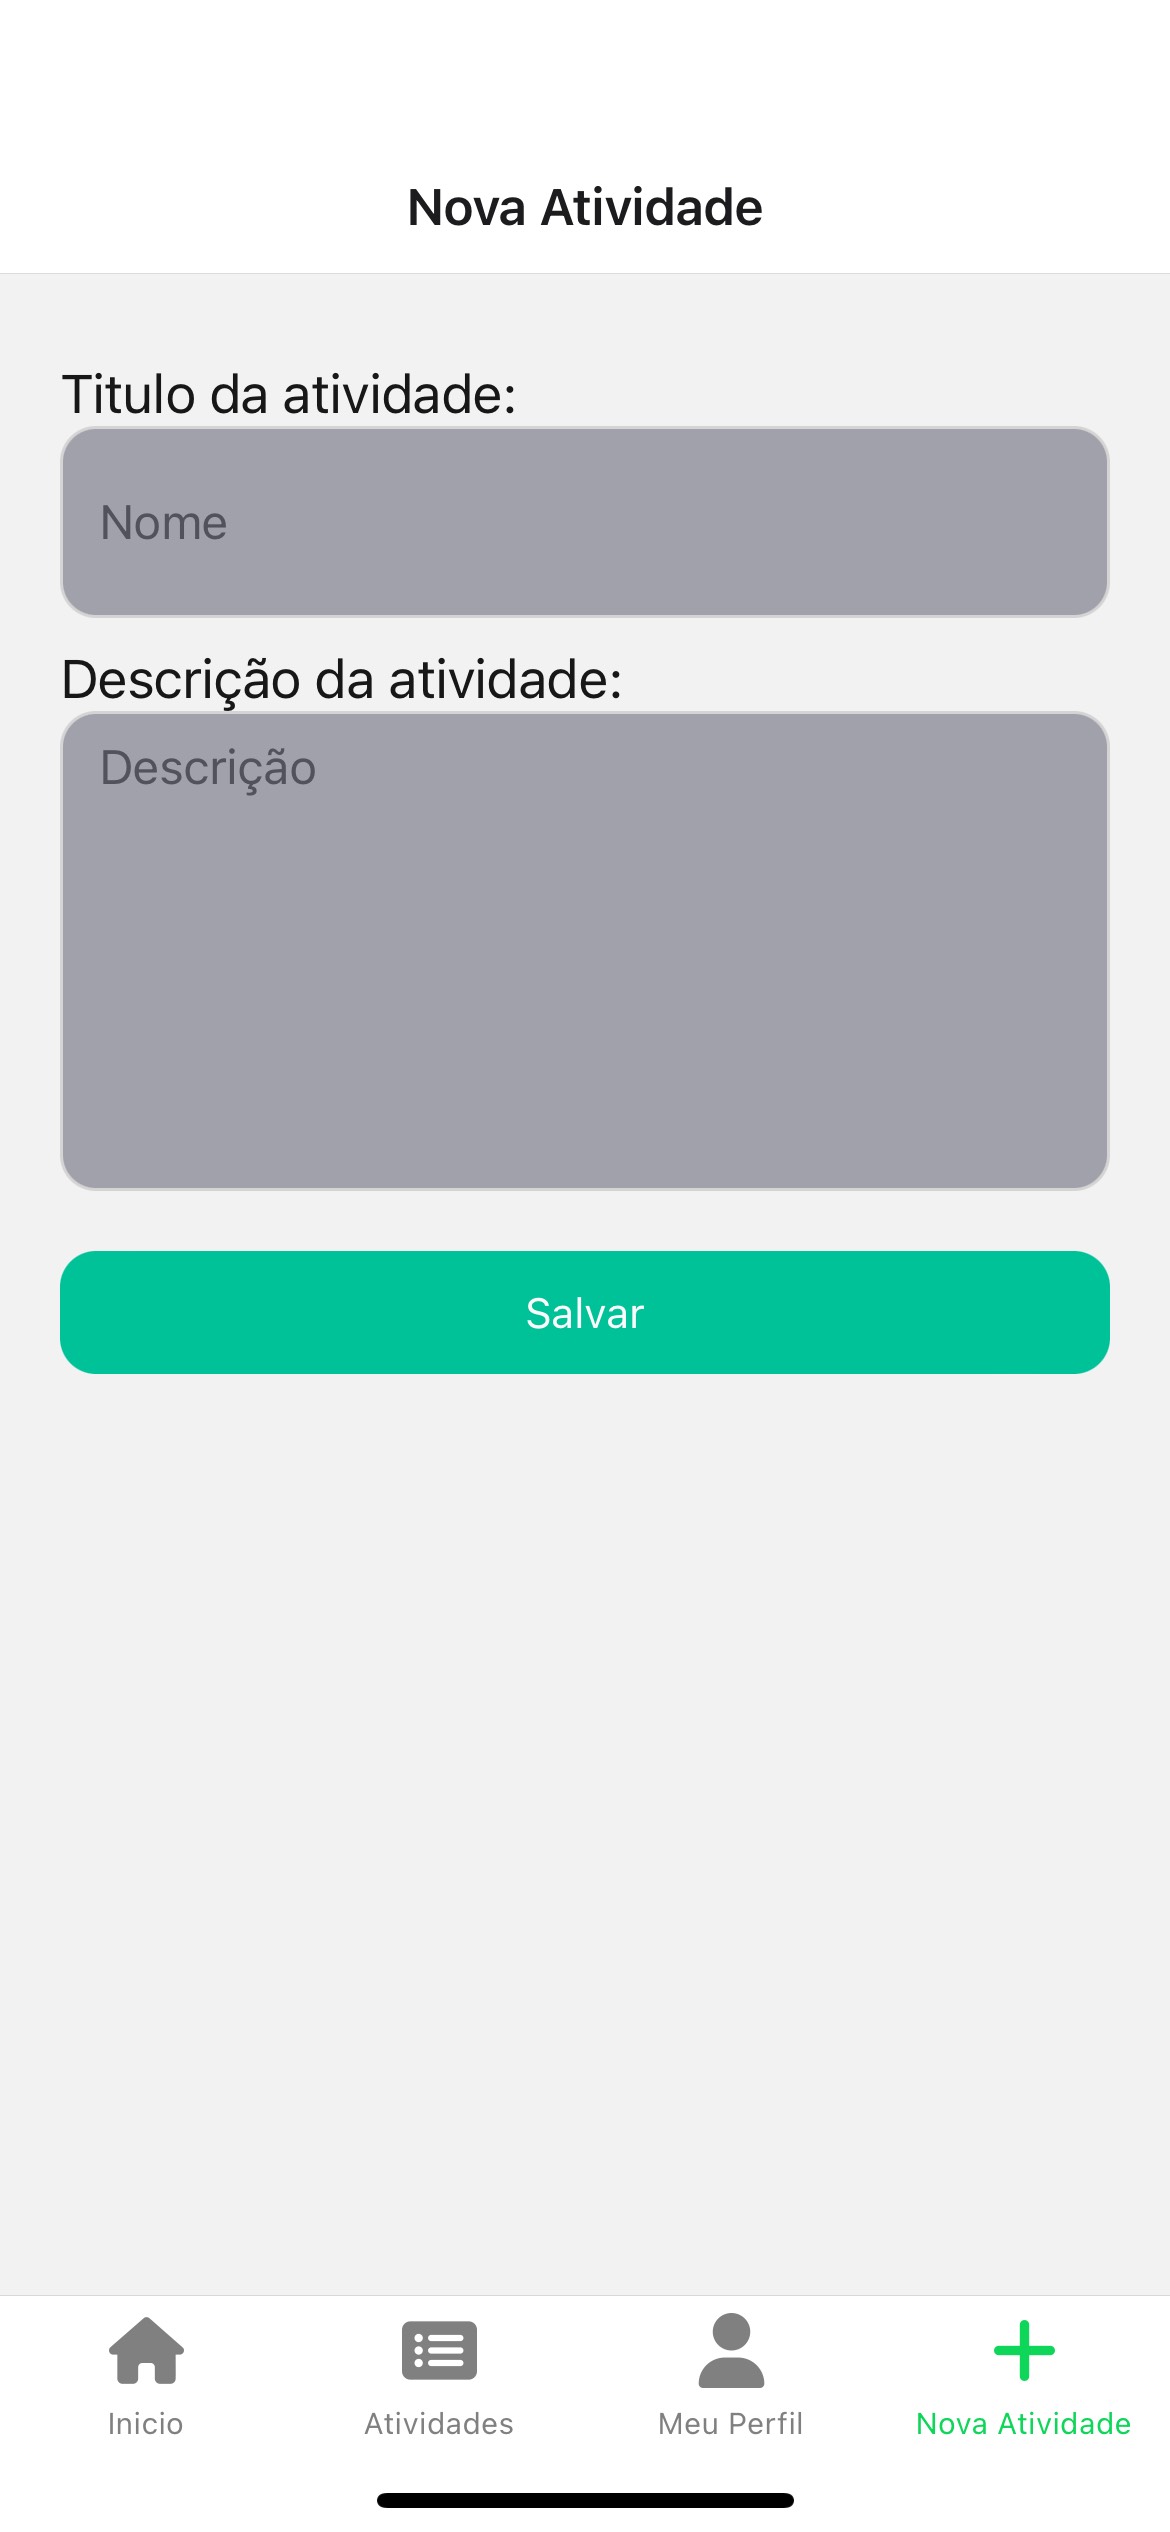 Nova Atividade
Titulo da atividade:
Nome
Descrição da atividade:
Descrição
Salvar
Inicio
Atividades
Meu Perfil
Nova Atividade